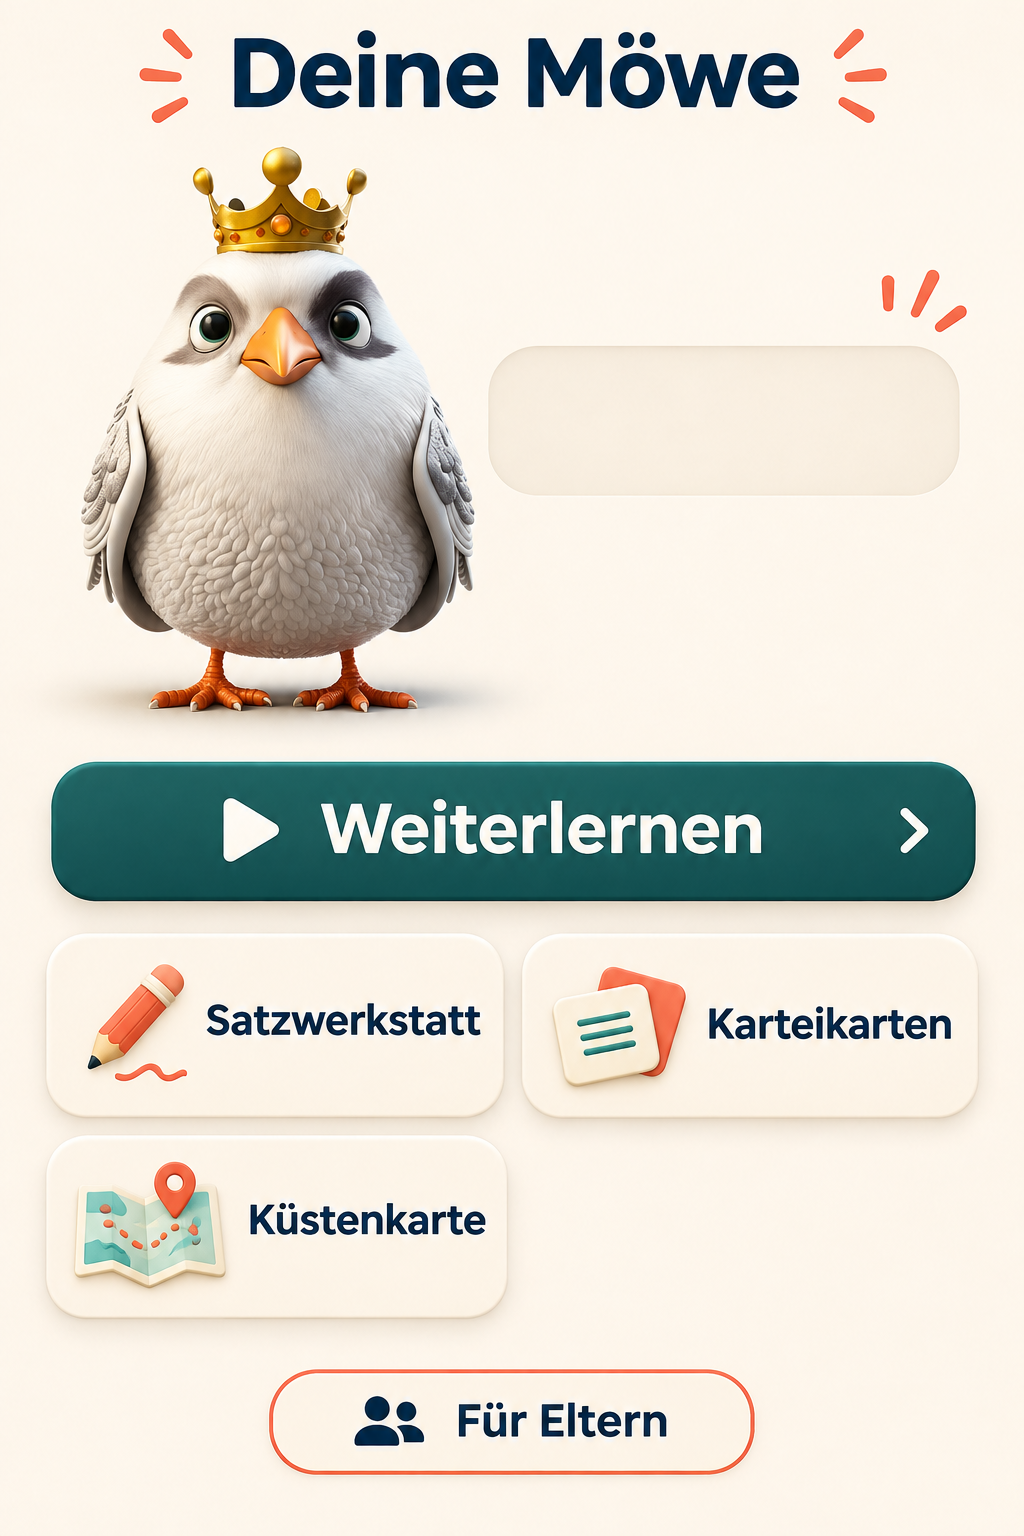 Deine Möwe
Weiterlernen
Satzwerkstatt
Karteikarten
Küstenkarte
Für Eltern